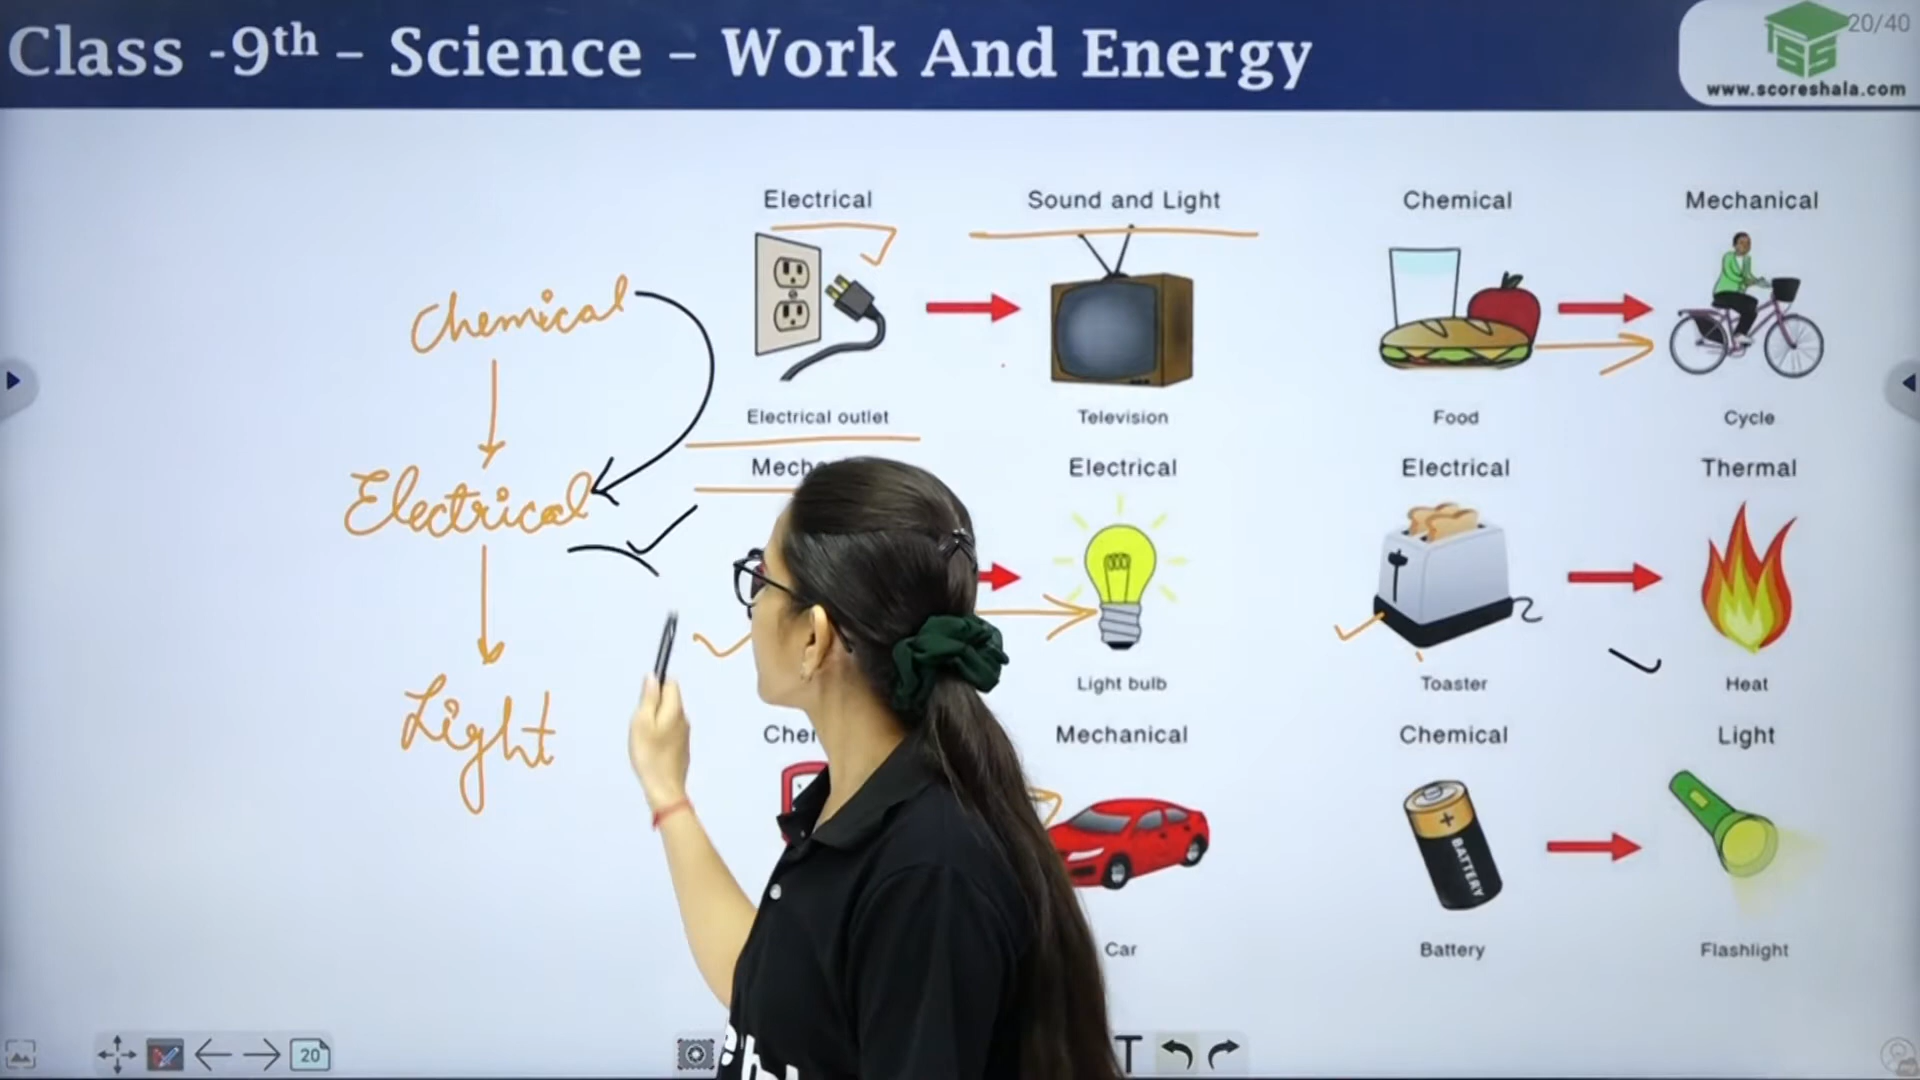 Class -9th – Science – Work And Energy
20/40
SS
www.scoreshala.com
Electrical
Sound and Light
Chemical
Mechanical
Chemical
Electrical outlet
Television
Food
Cycle
Electrical
Electrical
Thermal
Electrical
Light bulb
Toaster
Heat
Light
Mechanical
Chemical
Light
BATTERY
Car
Battery
Flashlight
20
T